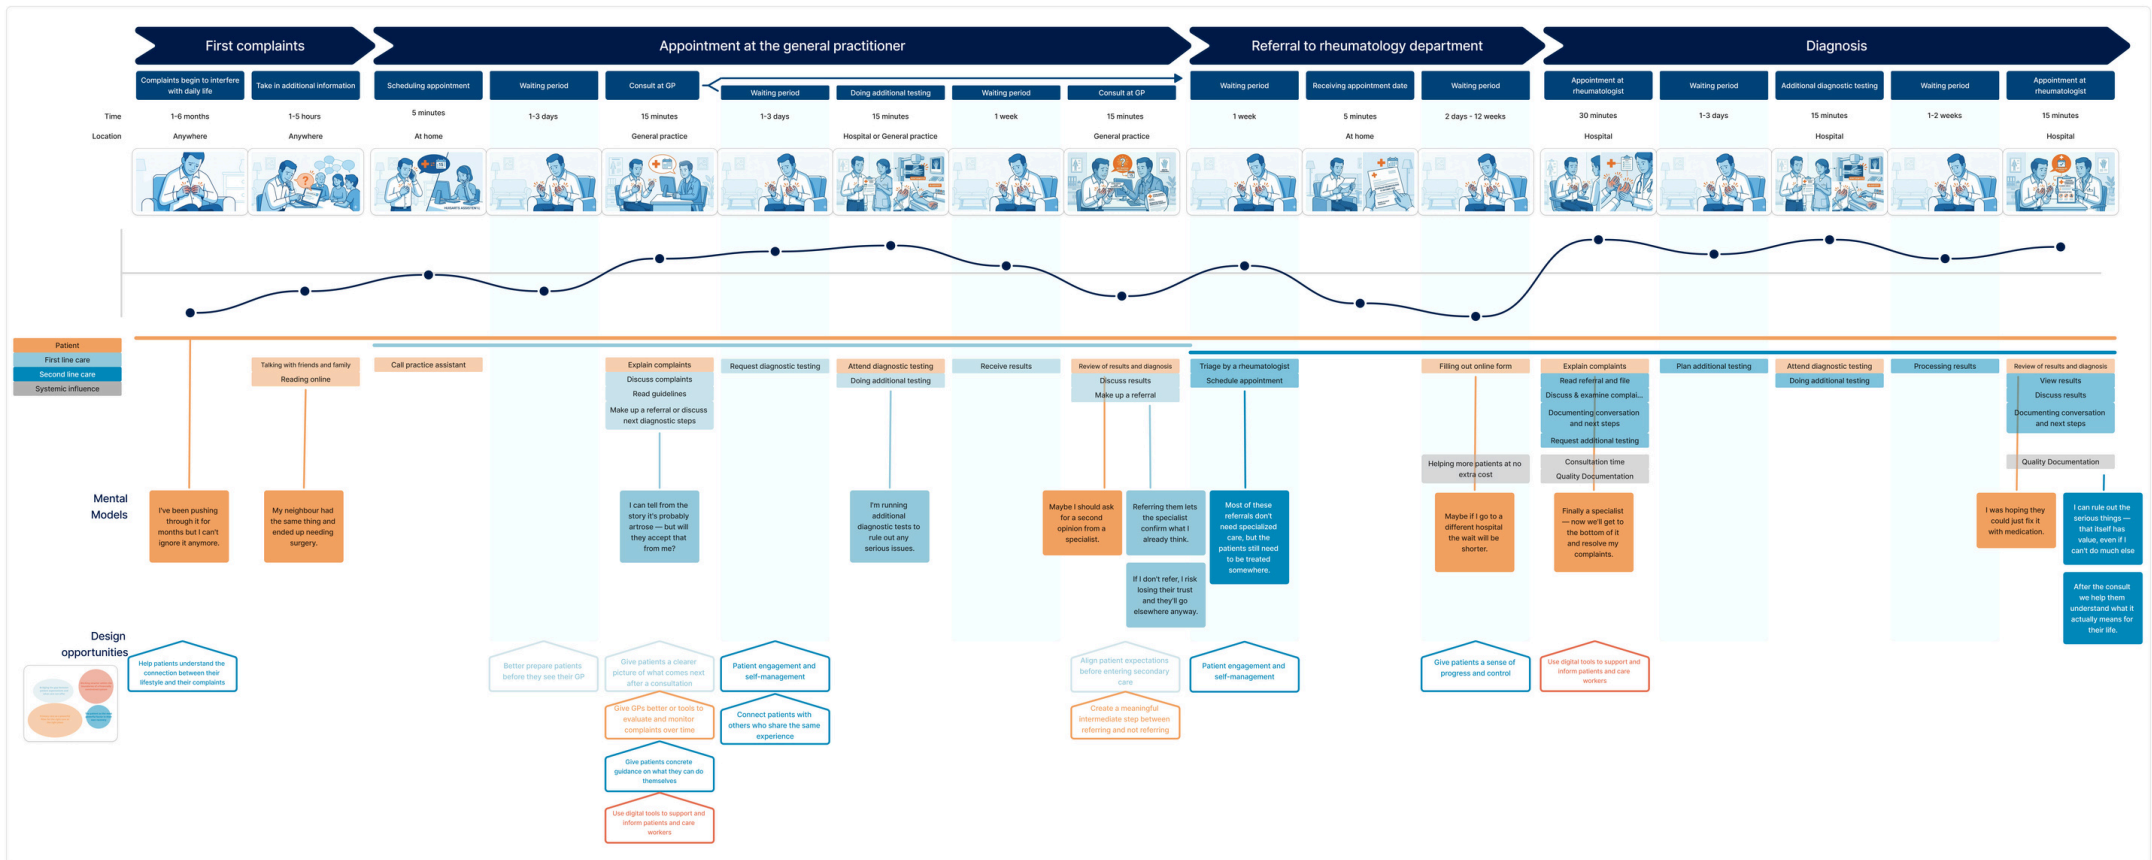 First complaints
Appointment at the general practitioner
Referral to rheumatology department
Diagnosis
Complaints begin to interfere
with daily life
Take in additional information
Scheduling appointment
Waiting period
Consult at GP
Waiting period
Doing additional testing
Waiting period
Consult at GP
Waiting period
Receiving appointment date
Waiting period
Appointment at
rheumatologist
Waiting period
Additional diagnostic testing
Waiting period
Appointment at
rheumatologist
Time
1-6 months
1-5 hours
5 minutes
1-3 days
15 minutes
1-3 days
15 minutes
1 week
15 minutes
1 week
5 minutes
2 days - 12 weeks
30 minutes
1-3 days
15 minutes
1-2 weeks
15 minutes
Location
Anywhere
Anywhere
At home
General practice
Hospital or General practice
General practice
At home
Hospital
Hospital
Hospital
Patient
First line care
Second line care
Systemic influence
Talking with friends and family
Reading online
Call practice assistant
Explain complaints
Discuss complaints
Read guidelines
Make up a referral or discuss
next diagnostic steps
Request diagnostic testing
Attend diagnostic testing
Doing additional testing
Receive results
Review of results and diagnosis
Discuss results
Make up a referral
Triage by a rheumatologist
Schedule appointment
Filling out online form
Helping more patients at no
extra cost
Explain complaints
Read referral and file
Discuss & examine complai...
Documenting conversation
and next steps
Request additional testing
Consultation time
Quality Documentation
Plan additional testing
Attend diagnostic testing
Doing additional testing
Processing results
Review of results and diagnosis
View results
Discuss results
Documenting conversation
and next steps
Quality Documentation
Mental
Models
I've been pushing
through it for
months but I can't
ignore it anymore.
My neighbour had
the same thing and
ended up needing
surgery.
I can tell from the
story it's probably
artrose — but will
they accept that
from me?
I'm running
additional
diagnostic tests to
rule out any
serious issues.
Maybe I should ask
for a second
opinion from a
specialist.
Referring them lets
the specialist
confirm what I
already think.
If I don't refer, I risk
losing their trust
and they'll go
elsewhere anyway.
Most of these
referrals don't
need specialized
care, but the
patients still need
to be treated
somewhere.
Maybe if I go to a
different hospital
the wait will be
shorter.
Finally a specialist
— now we'll get to
the bottom of it
and resolve my
complaints.
I was hoping they
could just fix it
with medication.
I can rule out the
serious things —
that itself has
value, even if I
can't do much else
After the consult
we help them
understand what it
actually means for
their life.
Design
opportunities
Help patients understand the
connection between their
lifestyle and their complaints
Better prepare patients
before they see their GP
Give patients a clearer
picture of what comes next
after a consultation
Give GPs better or tools to
evaluate and monitor
complaints over time
Give patients concrete
guidance on what they can do
themselves
Use digital tools to support and
inform patients and care
workers
Patient engagement and
self-management
Connect patients with
others who share the same
experience
Align patient expectations
before entering secondary
care
Create a meaningful
intermediate step between
referring and not referring
Patient engagement and
self-management
Give patients a sense of
progress and control
Use digital tools to support and
inform patients and care
workers